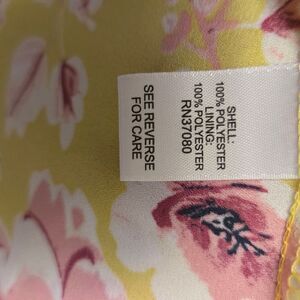 SHELL:
100% POLYESTER
LINING:
100% POLYESTER
RN37080
SEE REVERSE
FOR CARE